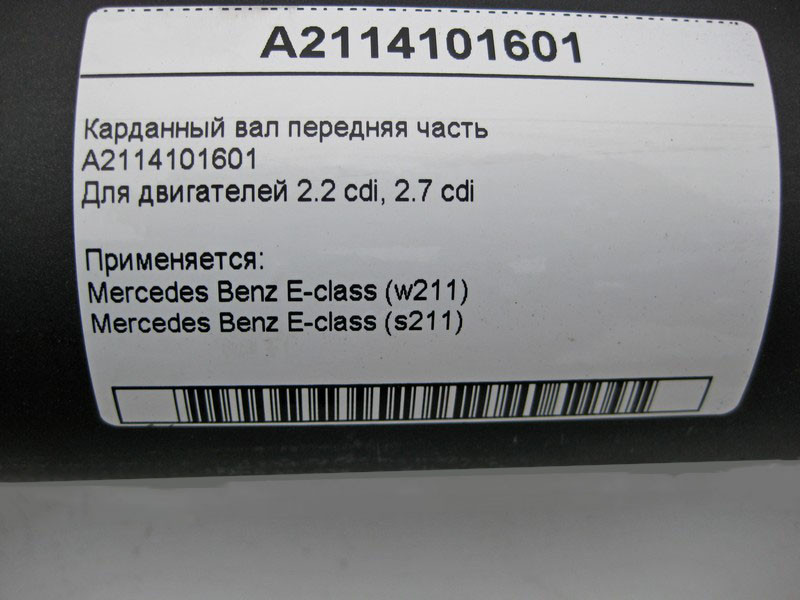 A2114101601
Карданный вал передняя часть
A2114101601
Для двигателей 2.2 cdi, 2.7 cdi
Применяется:
Mercedes Benz E-class (w211)
Mercedes Benz E-class (s211)